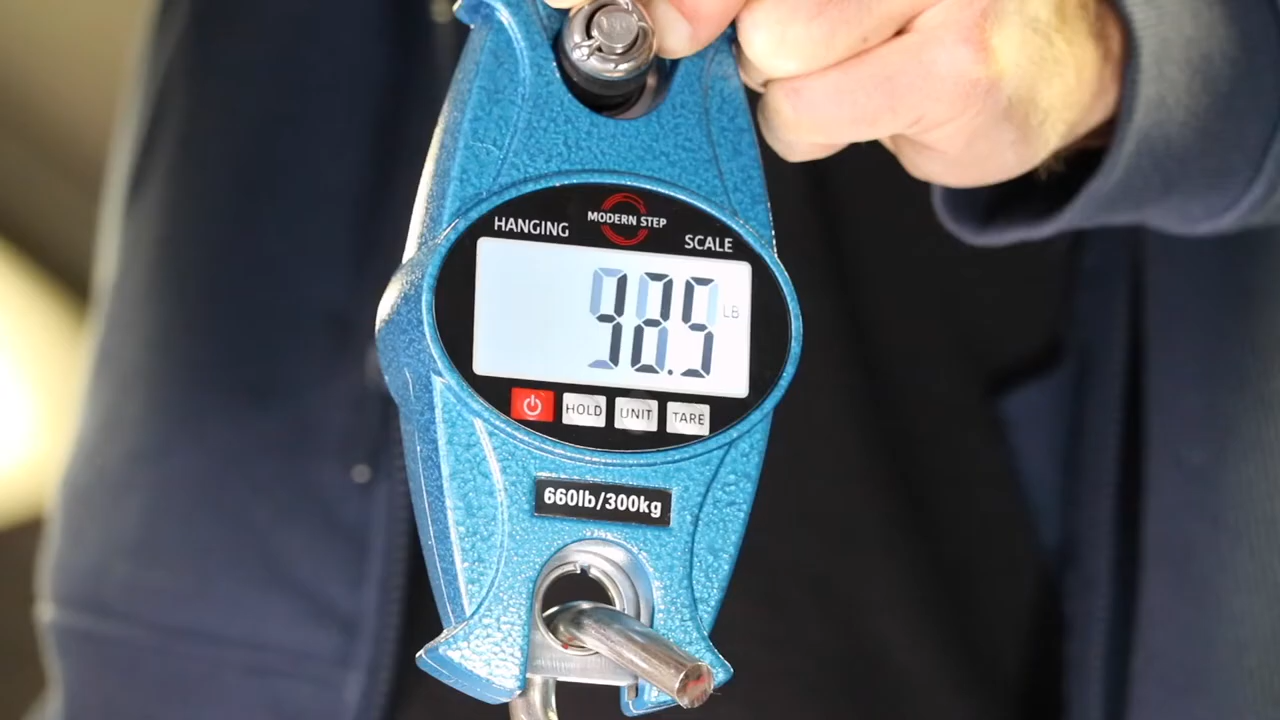 HANGING MODERN STEP SCALE
98.5 LB
HOLD UNIT TARE
660lb/300kg